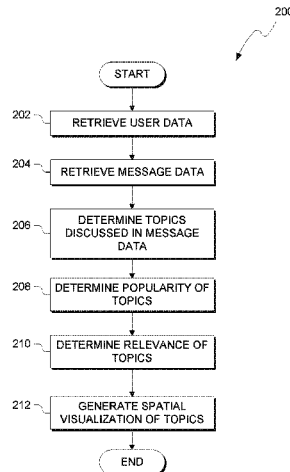 200
START
202
RETRIEVE USER DATA
204
RETRIEVE MESSAGE DATA
206
DETERMINE TOPICS
DISCUSSED IN MESSAGE
DATA
208
DETERMINE POPULARITY OF
TOPICS
210
DETERMINE RELEVANCE OF
TOPICS
212
GENERATE SPATIAL
VISUALIZATION OF TOPICS
END